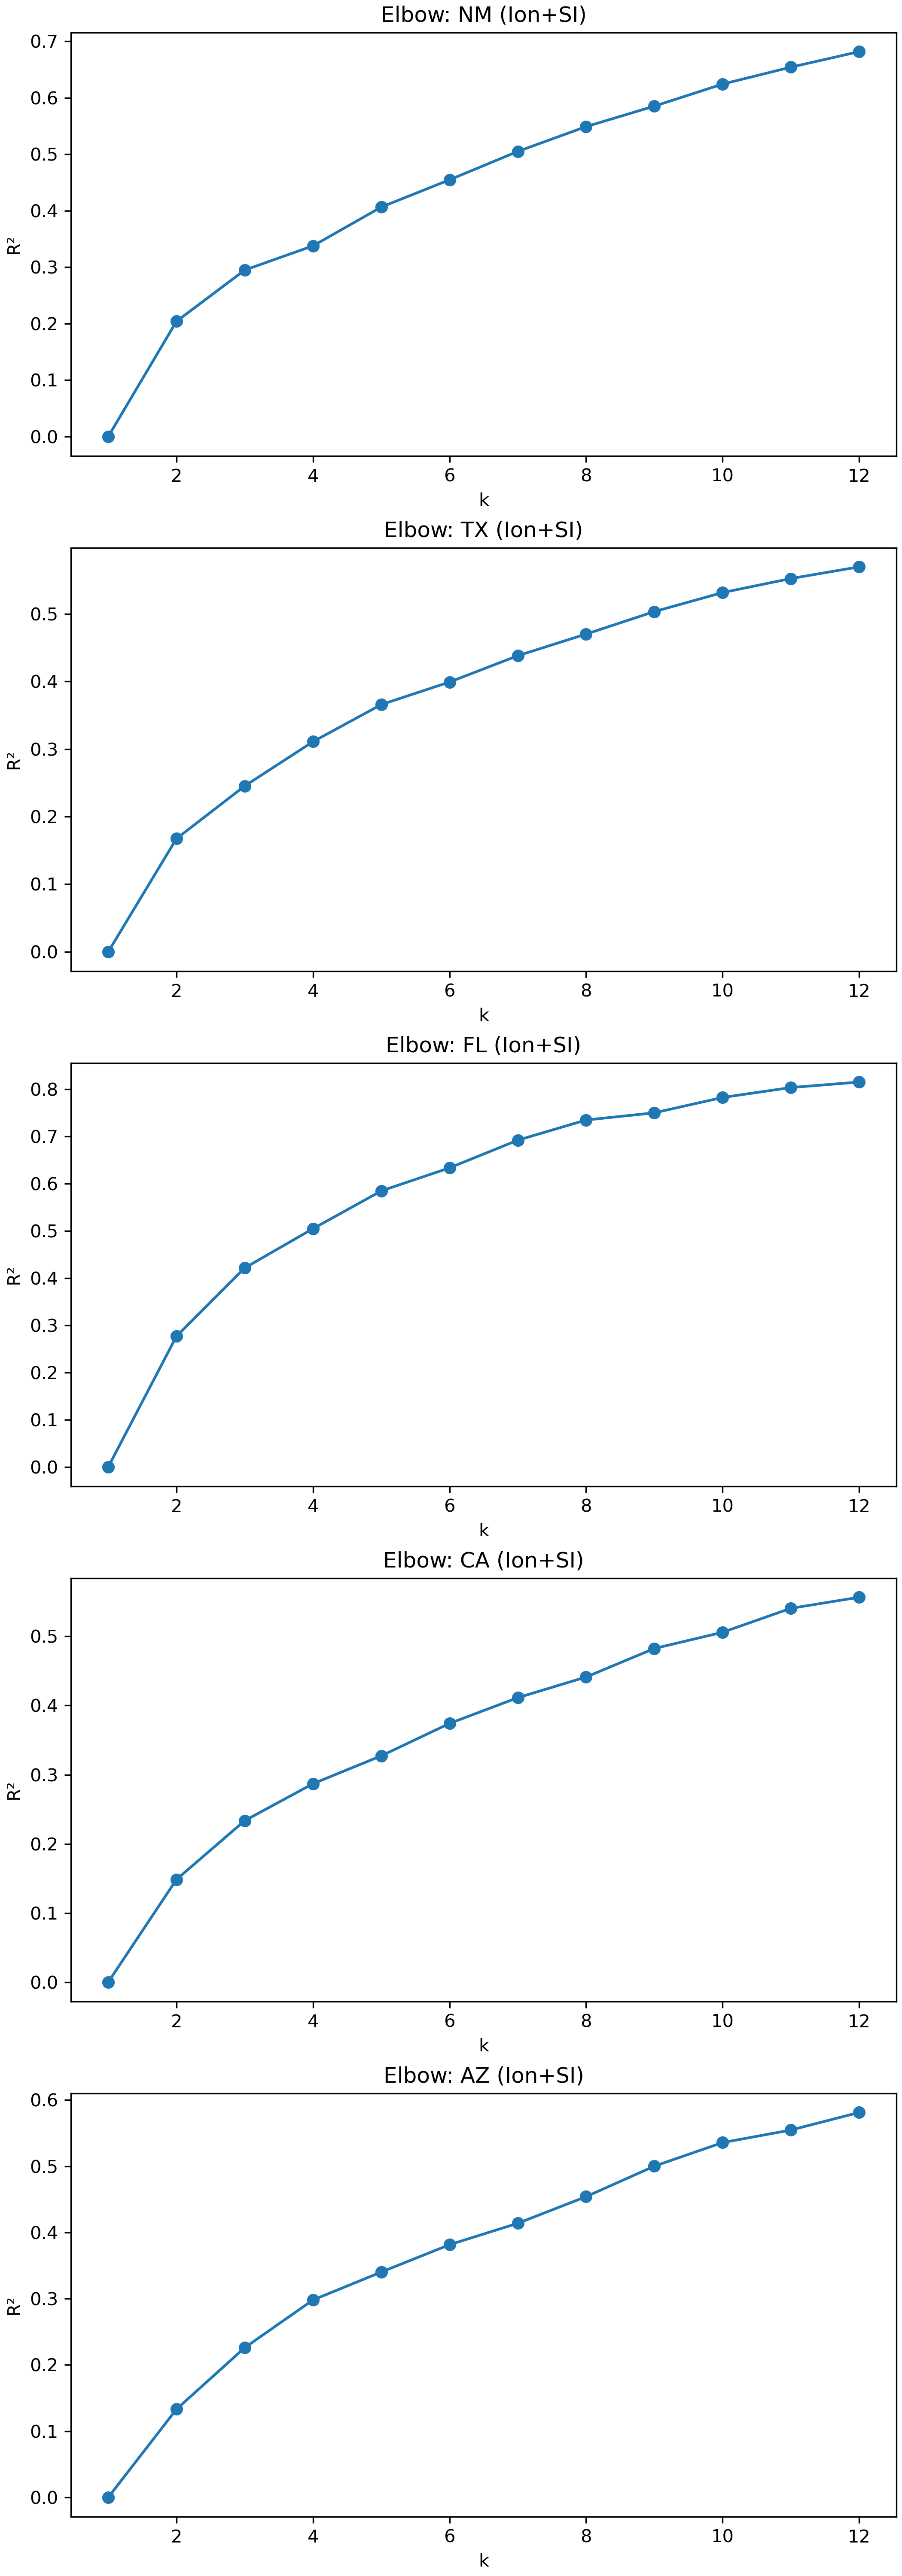 Elbow: NM (Ion+SI)
0.7
0.6
0.5
0.4
0.3
0.2
0.1
0.0
R²
2 4 6 8 10 12
k
Elbow: TX (Ion+SI)
0.5
0.4
0.3
0.2
0.1
0.0
R²
2 4 6 8 10 12
k
Elbow: FL (Ion+SI)
0.8
0.7
0.6
0.5
0.4
0.3
0.2
0.1
0.0
R²
2 4 6 8 10 12
k
Elbow: CA (Ion+SI)
0.5
0.4
0.3
0.2
0.1
0.0
R²
2 4 6 8 10 12
k
Elbow: AZ (Ion+SI)
0.6
0.5
0.4
0.3
0.2
0.1
0.0
R²
2 4 6 8 10 12
k